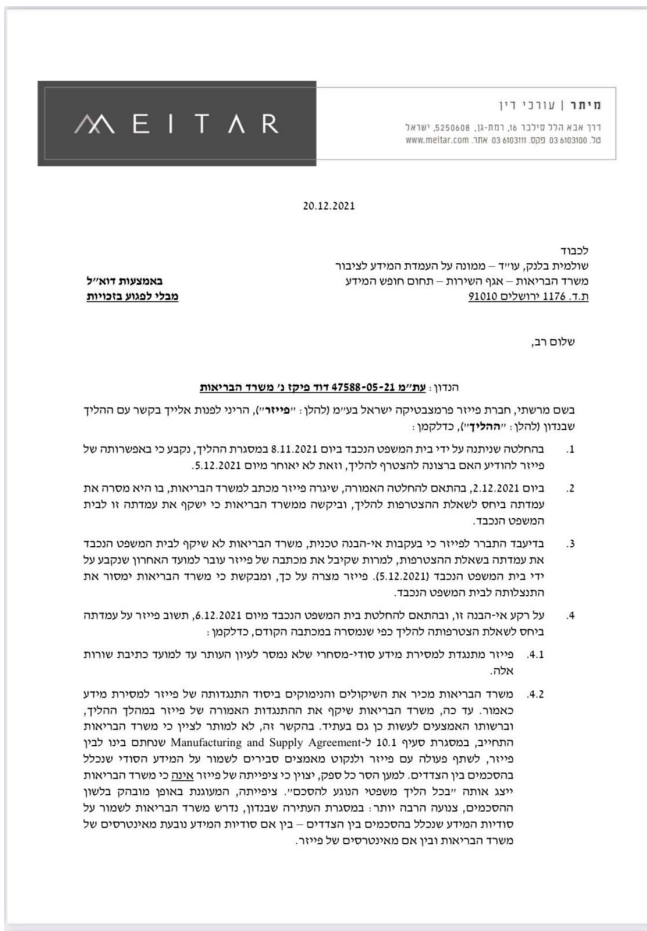 MEITAR
מיתר | עורכי דין
דרך אבא הלל סילבר 16, רמת-גן, 5250608, ישראל
טל. 03 6103100 פקס. 03 6103111 אתר. www.meitar.com
20.12.2021
לכבוד
שולמית בלנק, עו״ד – ממונה על העמדת המידע לציבור
משרד הבריאות – אגף השירות – תחום חופש המידע
באמצעות דוא״ל
ת.ד. 1176 ירושלים 91010
מבלי לפגוע בזכויות
שלום רב,
הנדון: עת״מ 47588-05-21 דוד פיקז נ׳ משרד הבריאות
בשם מרשתי, חברת פייזר פרמצבטיקה ישראל בע״מ (להלן: ״פייזר״), הריני לפנות אלייך בקשר עם ההליך
שבנדון (להלן: ״ההליך״), כדלקמן:
1. בהחלטה שניתנה על ידי בית המשפט הנכבד ביום 8.11.2021 במסגרת ההליך, נקבע כי באפשרותה של
פייזר להודיע האם ברצונה להצטרף להליך, וזאת לא יאוחר מיום 5.12.2021.
2. ביום 2.12.2021, בהתאם להחלטה האמורה, שיגרה פייזר מכתב למשרד הבריאות, בו היא מסרה את
עמדתה ביחס לשאלת ההצטרפות להליך, וביקשה ממשרד הבריאות כי ישקף את עמדתה זו לבית
המשפט הנכבד.
3. בדיעבד התברר לפייזר כי בעקבות אי-הבנה טכנית, משרד הבריאות לא שיקף לבית המשפט הנכבד
את עמדתה בשאלת ההצטרפות, למרות שקיבל את מכתבה של פייזר עובר למועד האחרון שנקבע על
ידי בית המשפט הנכבד (5.12.2021). פייזר מצרה על כך, ומבקשת כי משרד הבריאות ימסור את
התנצלותה לבית המשפט הנכבד.
4. על רקע אי-הבנה זו, ובהתאם להחלטת בית המשפט הנכבד מיום 6.12.2021, תשוב פייזר על עמדתה
ביחס לשאלת הצטרפותה להליך כפי שנמסרה במכתבה הקודם, כדלקמן:
4.1. פייזר מתנגדת למסירת מידע סודי-מסחרי שלא נמסר לעיון העותר עד למועד כתיבת שורות
אלה.
4.2. משרד הבריאות מכיר את השיקולים והנימוקים ביסוד התנגדותה של פייזר למסירת מידע
כאמור. עד כה, משרד הבריאות שיקף את ההתנגדות האמורה של פייזר במהלך ההליך,
וברשותו האמצעים לעשות כן גם בעתיד. בהקשר זה, לא למותר לציין כי משרד הבריאות
התחייב, במסגרת סעיף 10.1 ל-Manufacturing and Supply Agreement שנחתם בינו לבין
פייזר, לשתף פעולה עם פייזר ולנקוט מאמצים סבירים לשמור על המידע הסודי שנכלל
בהסכמים בין הצדדים. למען הסר כל ספק, יצוין כי ציפייתה של פייזר אינה כי משרד הבריאות
ייצג אותה ״בכל הליך משפטי הנוגע להסכם״. ציפייתה, המעוגנת באופן מובהק בלשון
ההסכמים, צנועה הרבה יותר: במסגרת העתירה שבנדון, נדרש משרד הבריאות לשמור על
סודיות המידע שנכלל בהסכמים בין הצדדים – בין אם סודיות המידע נובעת מאינטרסים של
משרד הבריאות ובין אם מאינטרסים של פייזר.